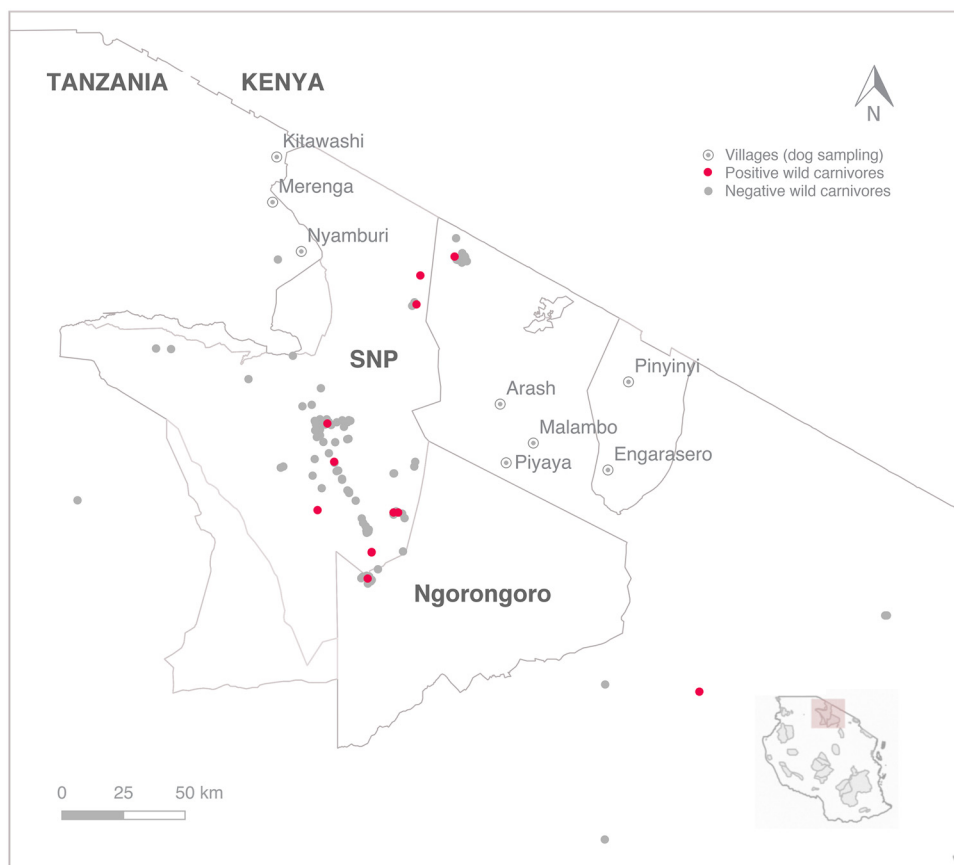 TANZANIA
KENYA
N
Kitawashi
Villages (dog sampling)
Positive wild carnivores
Negative wild carnivores
Merenga
Nyamburi
SNP
Pinyinyi
Arash
Malambo
Piyaya
Engarasero
Ngorongoro
0 25 50 km